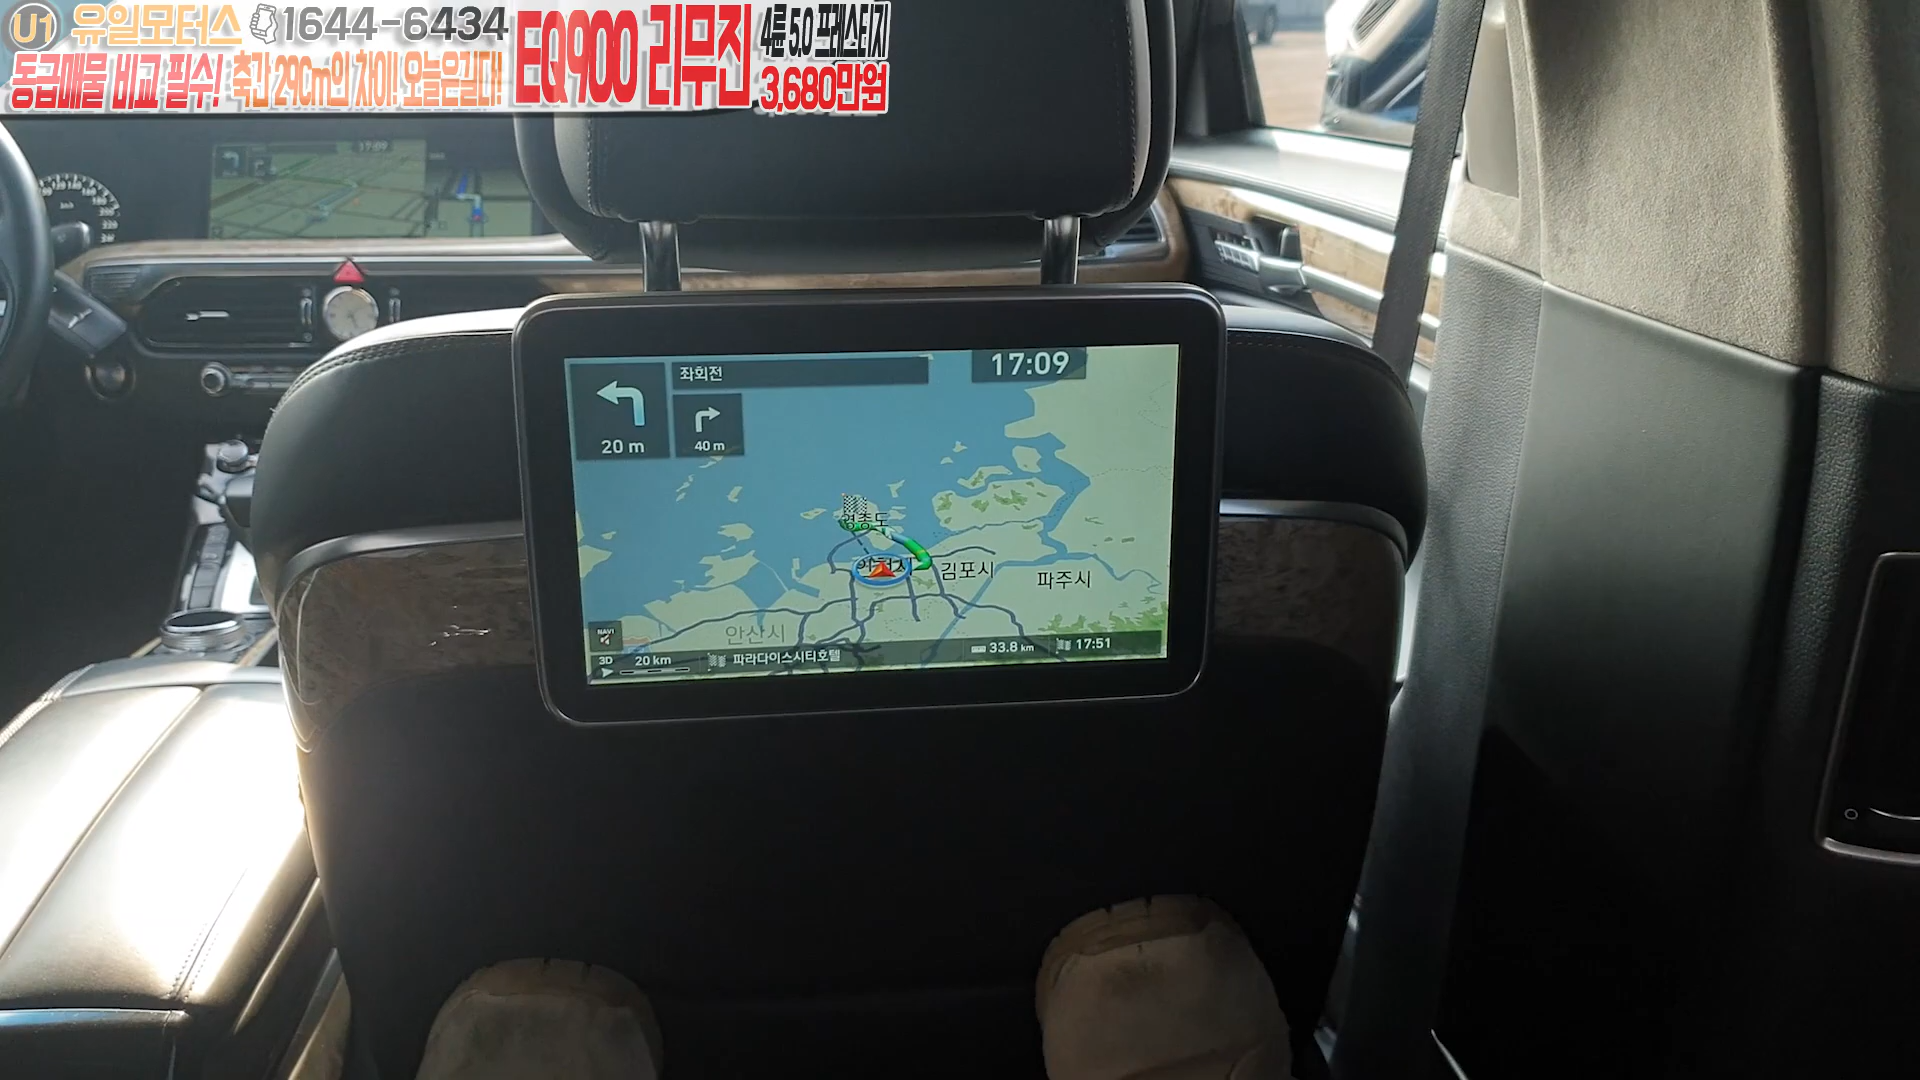 U1 유일모터스 1644-6434
동급매물 비교 필수! 축간 29cm의 차이! 오늘은길다!!
EQ900 리무진
4륜 5.0 프레스티지
3,680만원
17:09
좌회전
17:09
20 m
40 m
영종도
김포시
파주시
안산시
NAVI
3D
20 km
파라다이스시티호텔
33.8 km
17:51